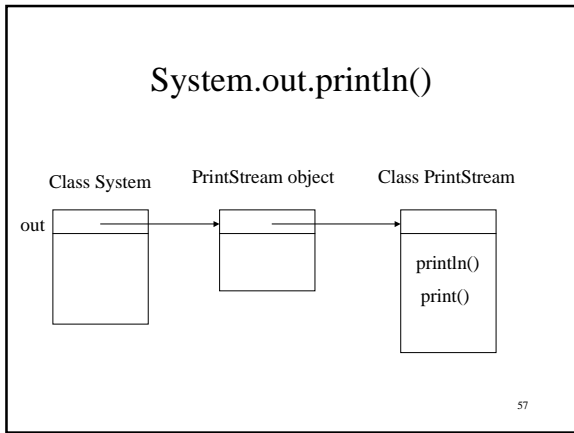 System.out.println()
Class System
PrintStream object
Class PrintStream
out
println()
print()
57